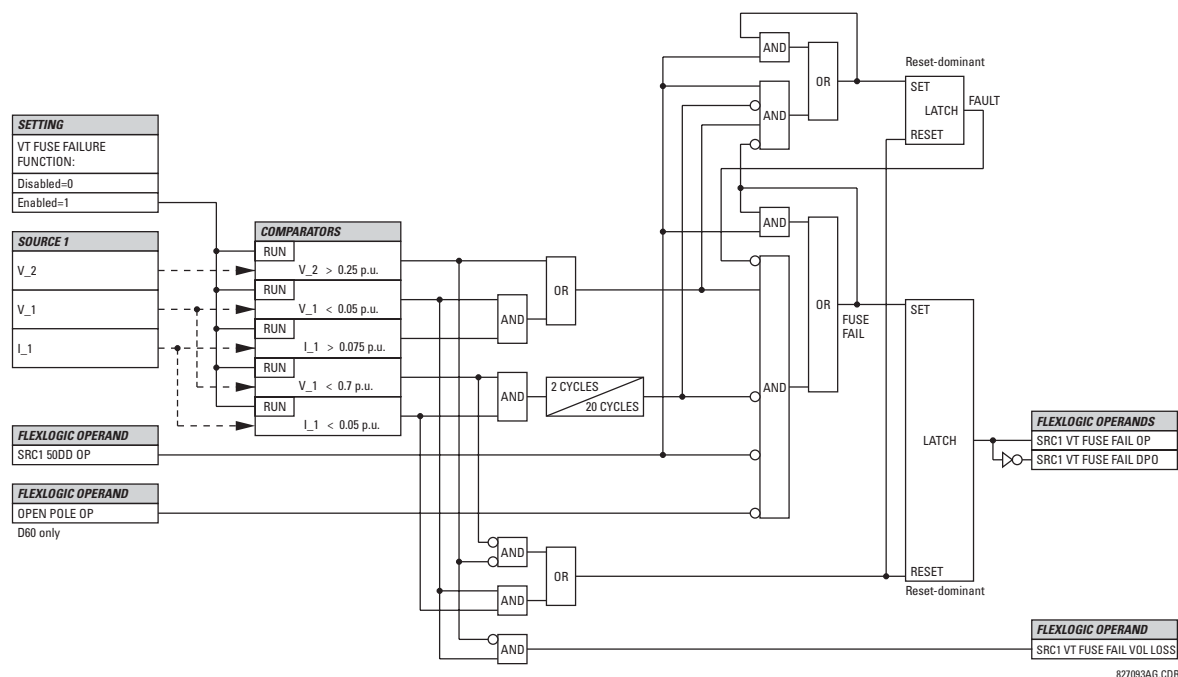 SETTING
VT FUSE FAILURE
FUNCTION:
Disabled=0
Enabled=1
SOURCE 1
V_2
V_1
I_1
FLEXLOGIC OPERAND
SRC1 50DD OP
FLEXLOGIC OPERAND
OPEN POLE OP
D60 only
COMPARATORS
RUN
V_2 > 0.25 p.u.
RUN
V_1 < 0.05 p.u.
RUN
I_1 > 0.075 p.u.
RUN
V_1 < 0.7 p.u.
RUN
I_1 < 0.05 p.u.
AND
OR
AND
2 CYCLES
20 CYCLES
AND
OR
AND
AND
AND
OR
AND
AND
OR
AND
FUSE
FAIL
Reset-dominant
SET
LATCH
RESET
FAULT
SET
LATCH
RESET
Reset-dominant
FLEXLOGIC OPERANDS
SRC1 VT FUSE FAIL OP
SRC1 VT FUSE FAIL DPO
FLEXLOGIC OPERAND
SRC1 VT FUSE FAIL VOL LOSS
827093AG.CDR